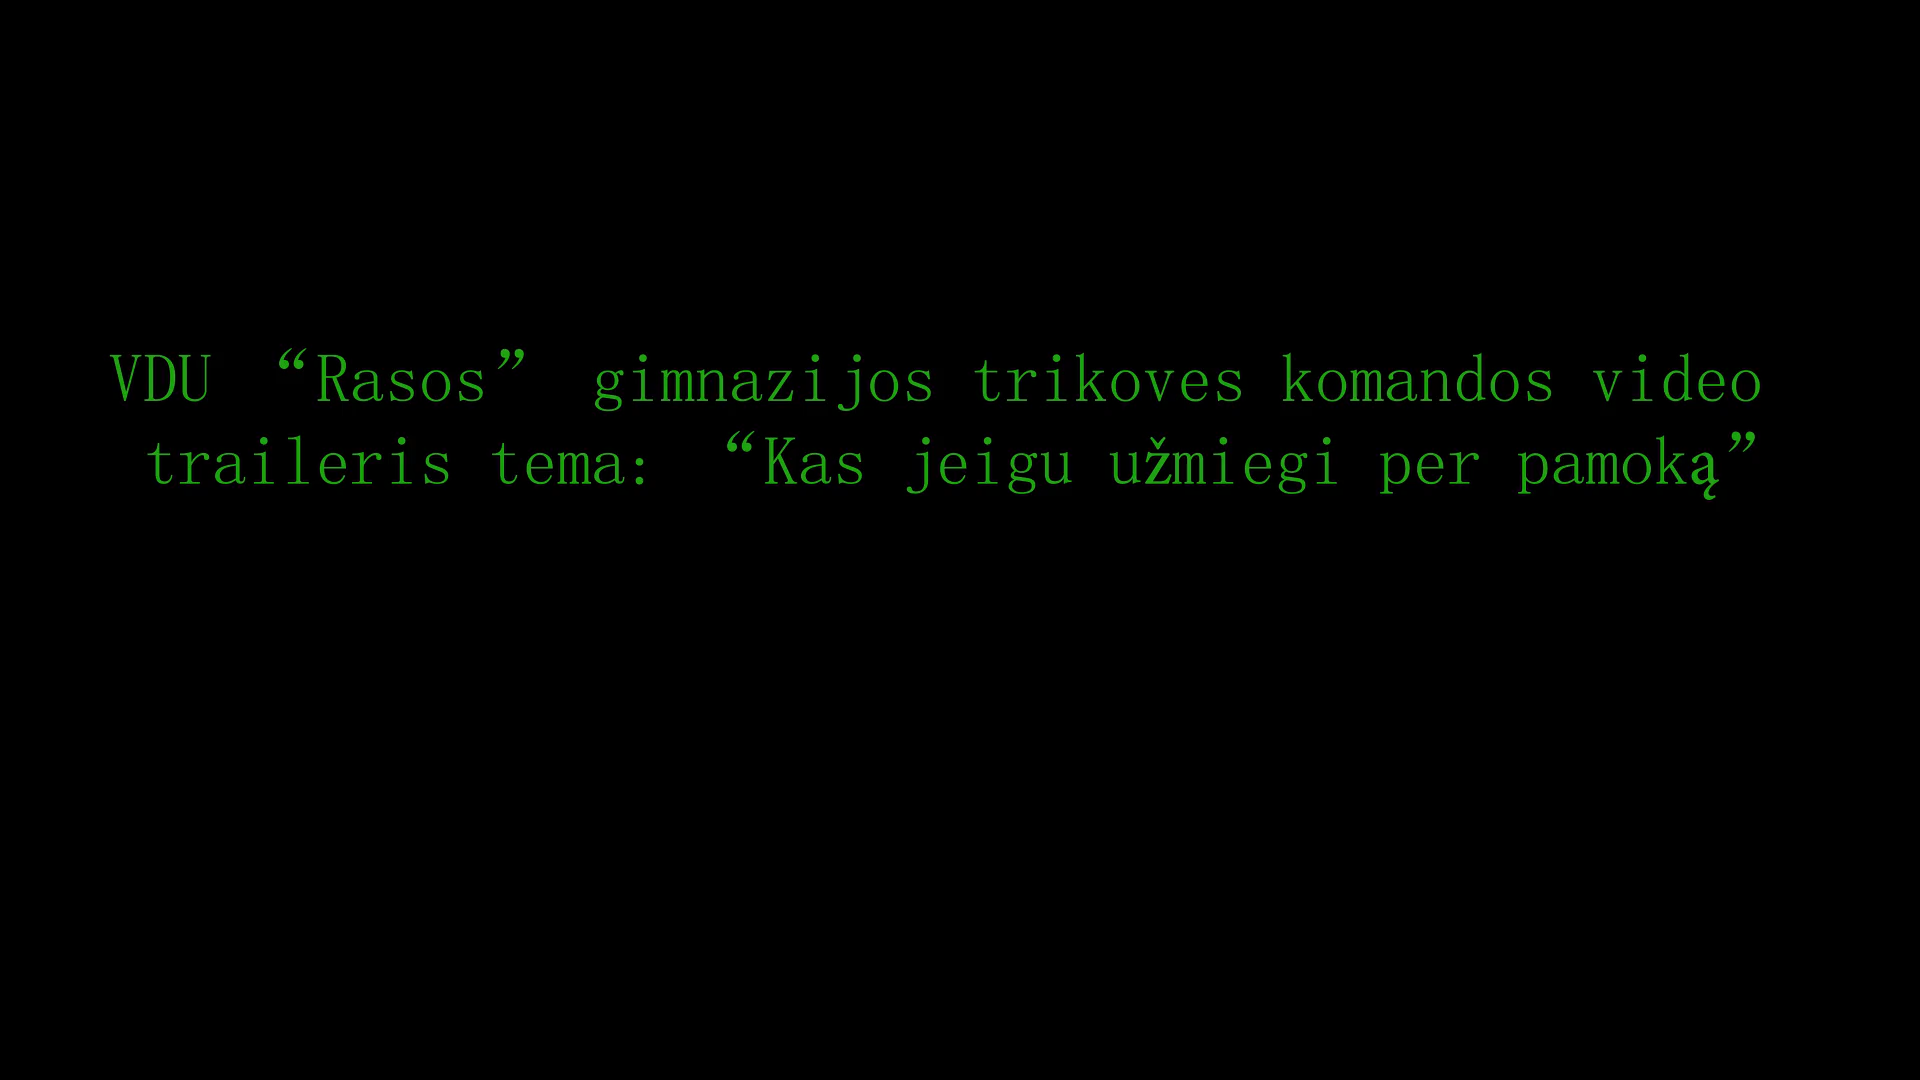 VDU “Rasos” gimnazijos trikoves komandos video
traileris tema: “Kas jeigu užmiegi per pamoką”